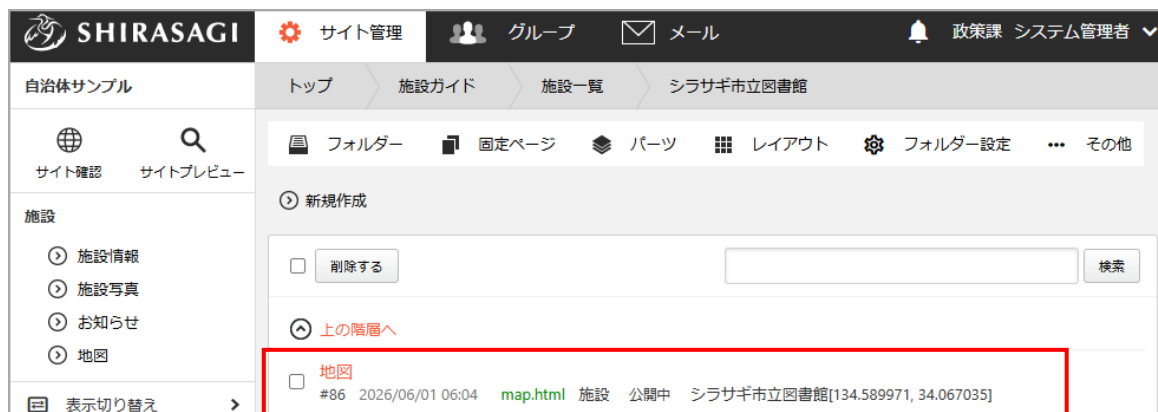 SHIRASAGI サイト管理 グループ メール 政策課 システム管理者
自治体サンプル
トップ 施設ガイド 施設一覧 シラサギ市立図書館
サイト確認 サイトプレビュー
フォルダー 固定ページ パーツ レイアウト フォルダー設定 ••• その他
新規作成
施設
施設情報
施設写真
お知らせ
地図
表示切り替え
削除する 検索
上の階層へ
地図
#86 2026/06/01 06:04 map.html 施設 公開中 シラサギ市立図書館[134.589971, 34.067035]